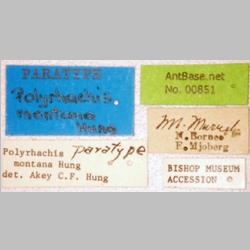 PARATYPE
Polyrhachis
montana
Hung
AntBase.net
No. 00851
N. Borneo
E. Mjoberg
Polyrhachis paratype
montana Hung
det. Akey C.F. Hung
BISHOP MUSEUM
ACCESSION